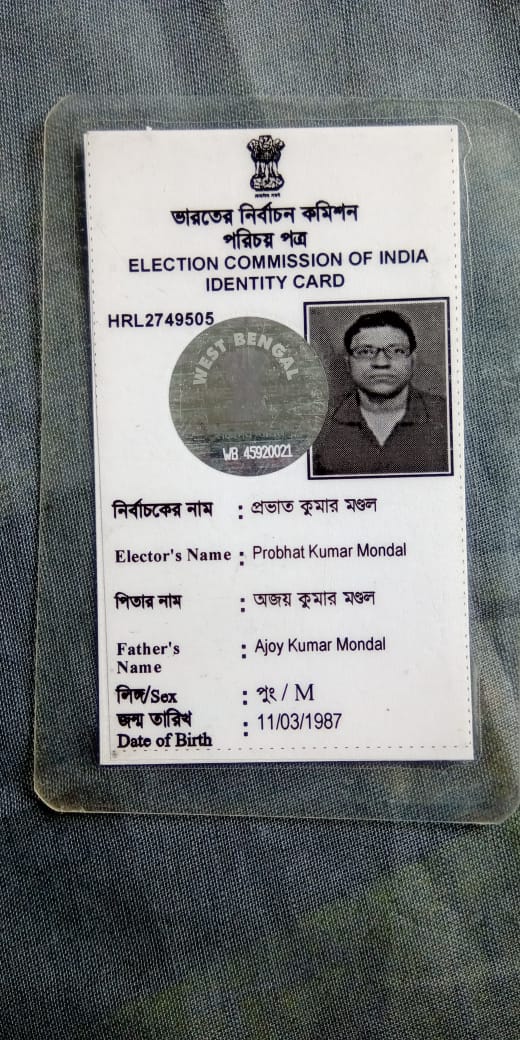 ভারতের নির্বাচন কমিশন
পরিচয় পত্র
ELECTION COMMISSION OF INDIA
IDENTITY CARD
HRL2749505
WEST BENGAL
WB 45920021
নির্বাচকের নাম : প্রভাত কুমার মণ্ডল
Elector's Name : Probhat Kumar Mondal
পিতার নাম : অজয় কুমার মণ্ডল
Father's Name : Ajoy Kumar Mondal
লিঙ্গ/Sex : পুং / M
জন্ম তারিখ
Date of Birth : 11/03/1987